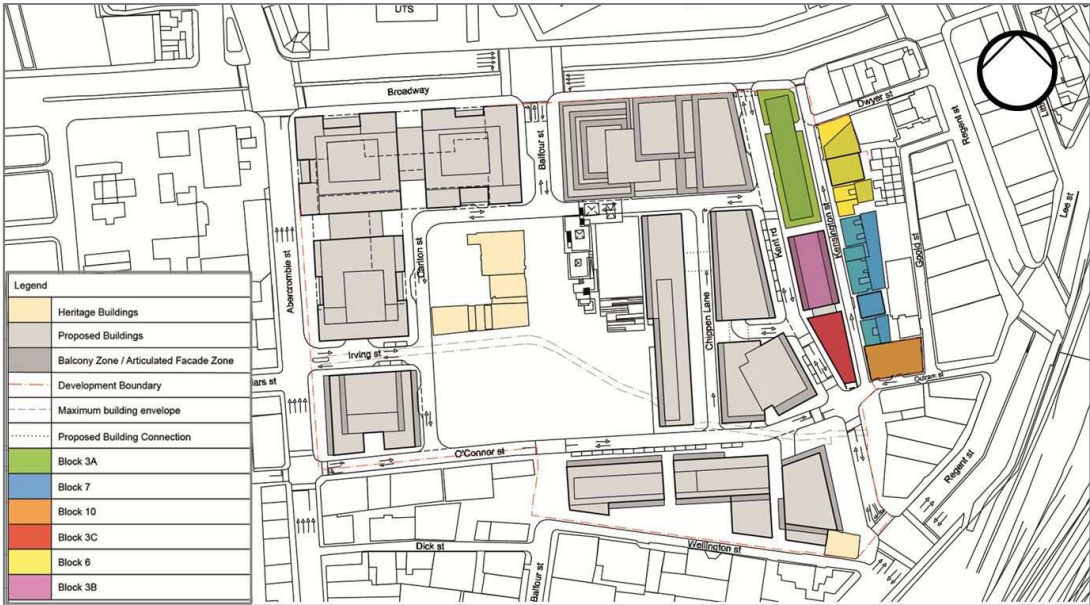 UTS
Broadway
Dwyer st
Regent st
Lee st
Balfour st
Kensington st
Goold st
Carlton st
Kent rd
Abercrombie st
Chippen Lane
Irving st
Outram st
O'Connor st
Regent st
Wellington st
Dick st
Balfour st
Legend
Heritage Buildings
Proposed Buildings
Balcony Zone / Articulated Facade Zone
Development Boundary
Maximum building envelope
Proposed Building Connection
Block 3A
Block 7
Block 10
Block 3C
Block 6
Block 3B